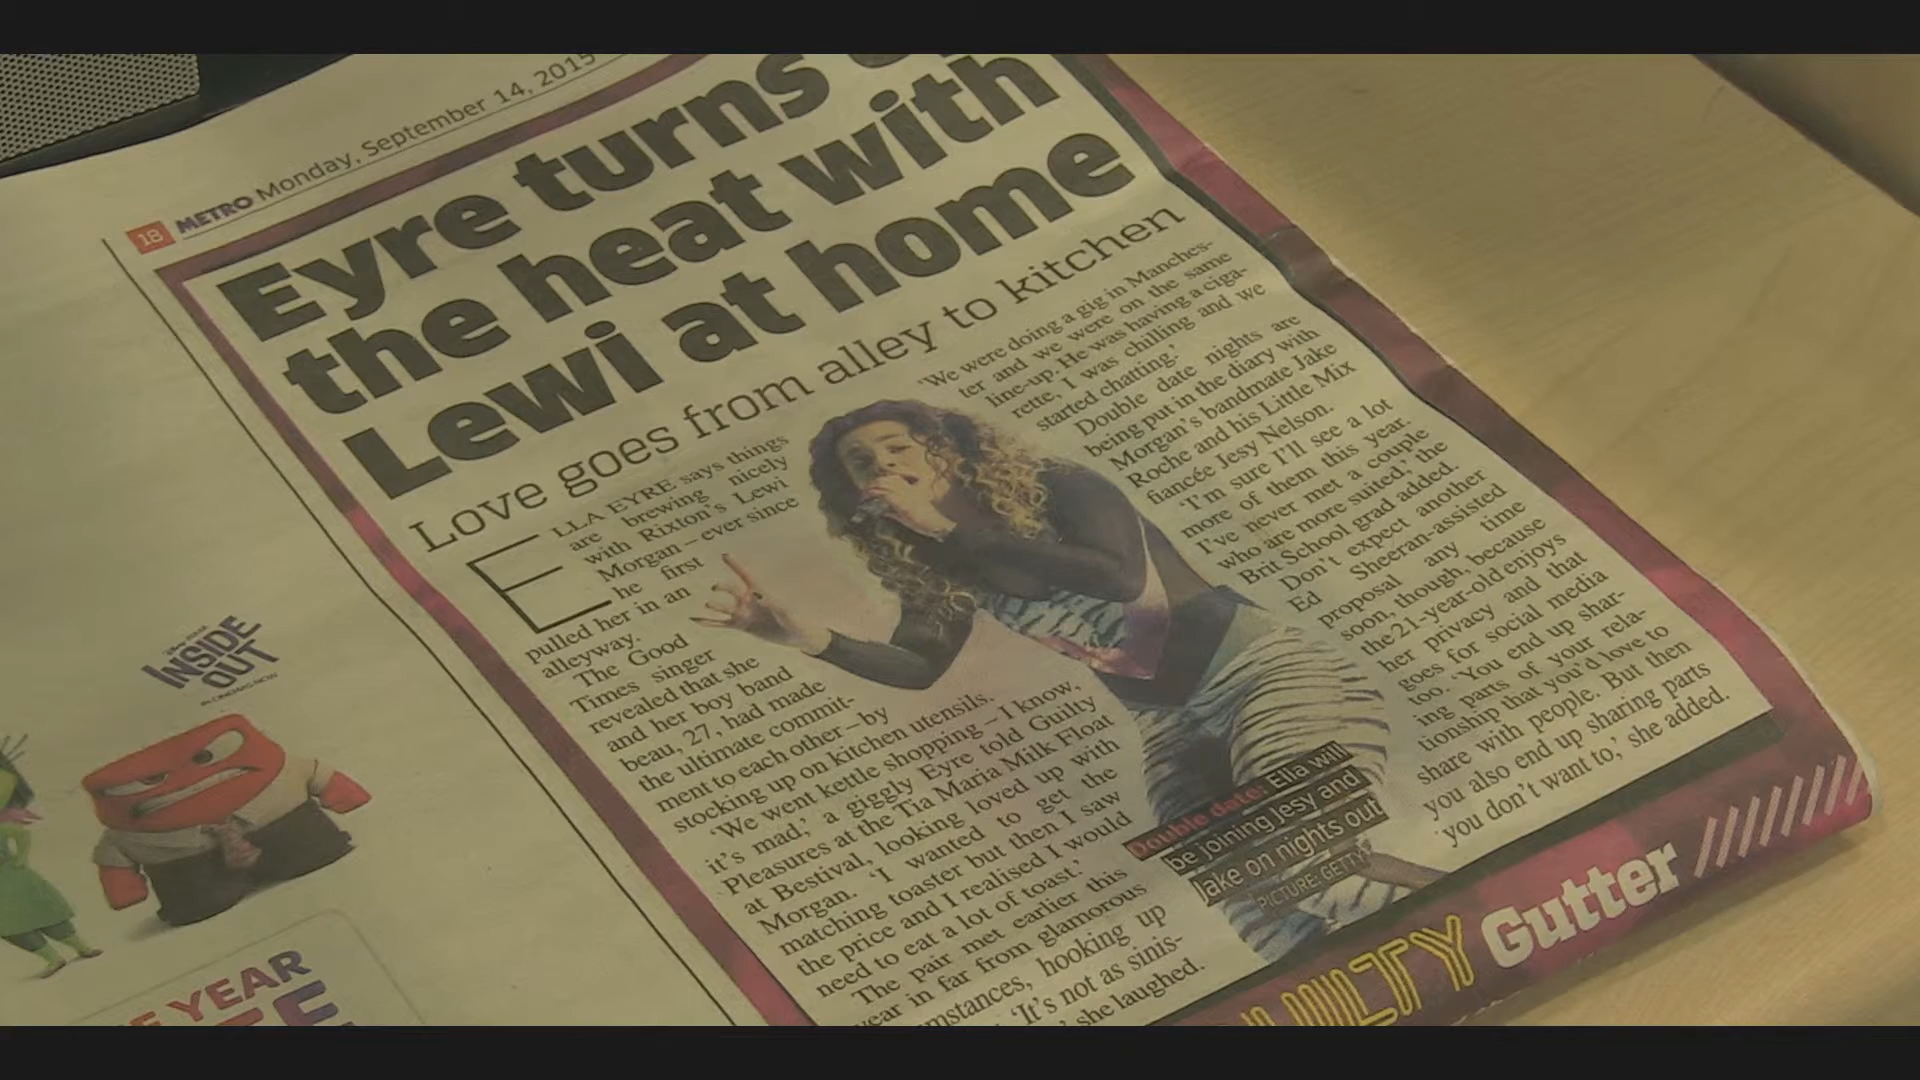 18 METRO Monday, September 14, 2015
Eyre turns
the heat with
Lewi at home
Love goes from alley to kitchen
ELLA EYRE says things
are brewing nicely
with Rixton's Lewi
Morgan – ever since
he first
pulled her in an
alleyway.
The Good
Times singer
revealed that she
and her boy band
beau, 27, had made
the ultimate commit-
ment to each other – by
stocking up on kitchen utensils.
'We went kettle shopping – I know,
it's mad,' a giggly Eyre told Guilty
Pleasures at the Tia Maria Milk Float
at Bestival, looking loved up with
Morgan. 'I wanted to get the
matching toaster but then I saw
the price and I realised I would
need to eat a lot of toast.'
The pair met earlier this
year in far from glamorous
mstances, hooking up
'It's not as sinis-
she laughed.
'We were doing a gig in Manches-
ter and we were on the same
line-up. He was having a ciga-
rette, I was chilling and we
started chatting.'
Double date nights are
being put in the diary with
Morgan's bandmate Jake
Roche and his Little Mix
fiancée Jesy Nelson.
'I'm sure I'll see a lot
more of them this year.
I've never met a couple
who are more suited,' the
Brit School grad added.
Don't expect another
Ed Sheeran-assisted
proposal any time
soon, though, because
the 21-year-old enjoys
her privacy and that
goes for social media
too. 'You end up shar-
ing parts of your rela-
tionship that you'd love to
share with people. But then
you also end up sharing parts
you don't want to,' she added.
Double date: Ella will
be joining Jesy and
Jake on nights out
PICTURE: GETTY
GUILTY Gutter
DISNEY PIXAR
INSIDE
OUT
IN CINEMAS NOW
YEAR